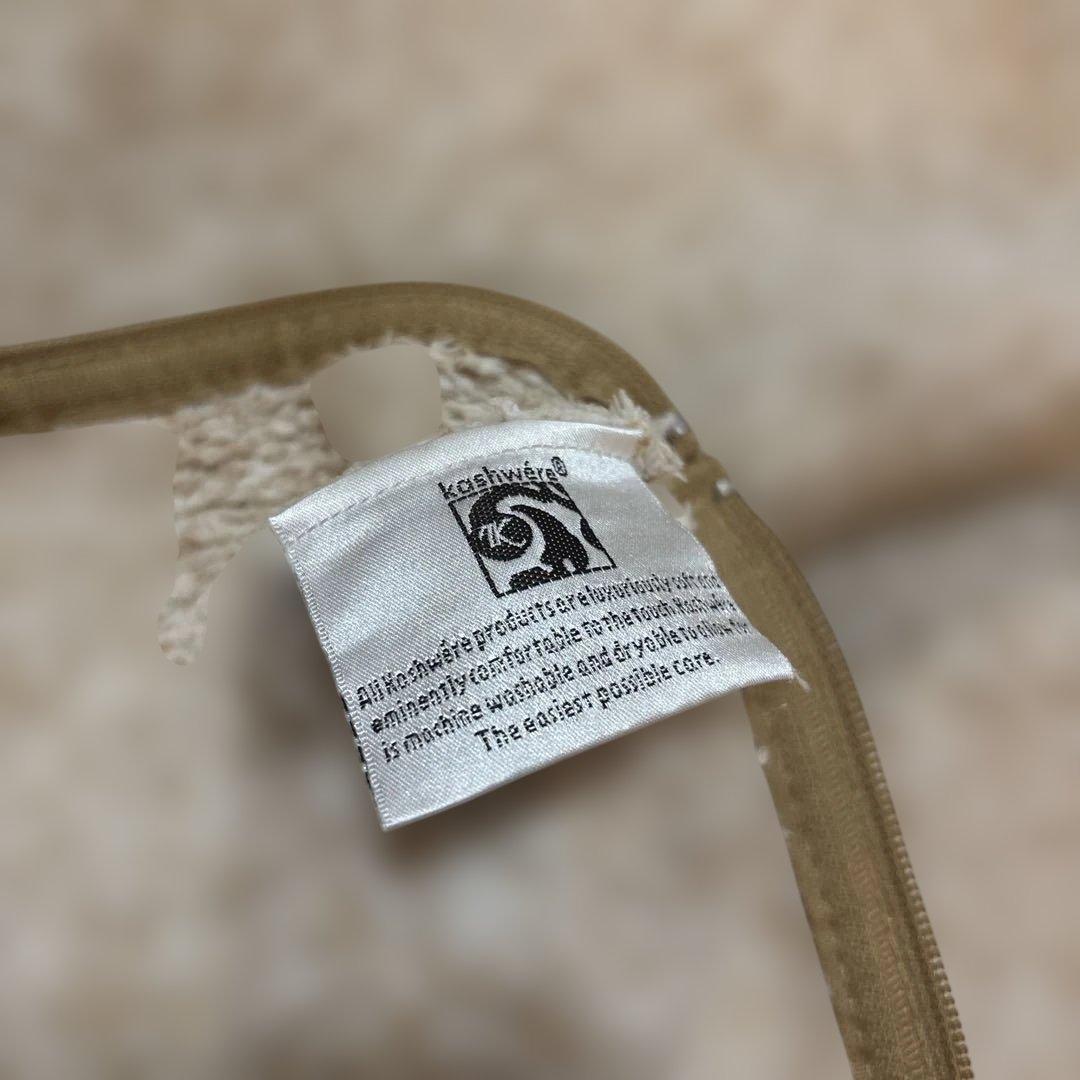 kashwére®
K
All Kashwére products are luxuriously soft and
eminently comfortable to the touch. Kashwére
is machine washable and dryable to allow for
The easiest possible care.